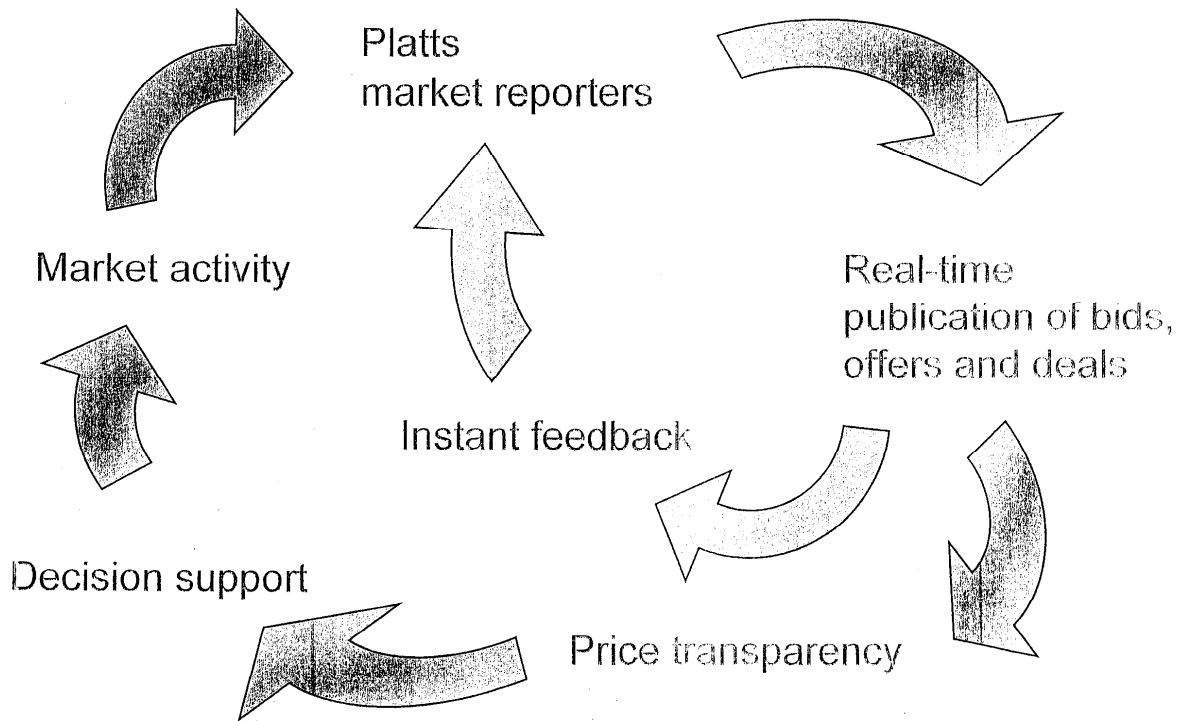 Platts
market reporters
Market activity
Real-time
publication of bids,
offers and deals
Instant feedback
Decision support
Price transparency